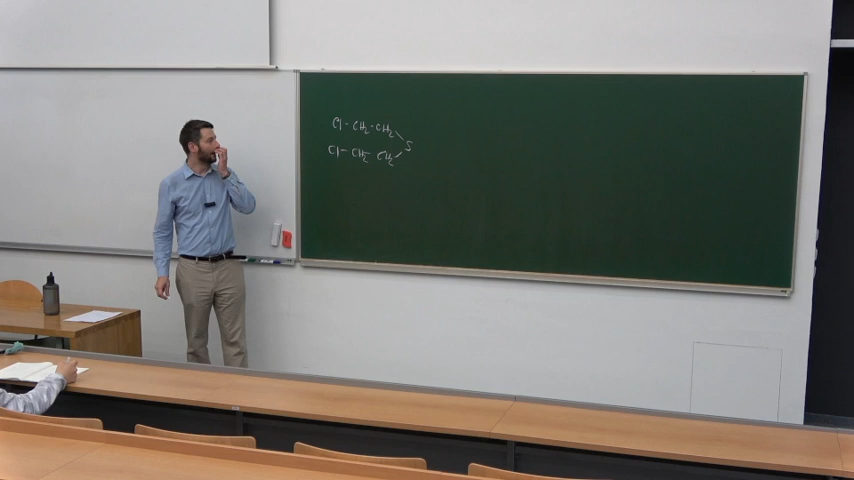 Cl - CH₂ - CH₂
S
Cl - CH₂ CH₂